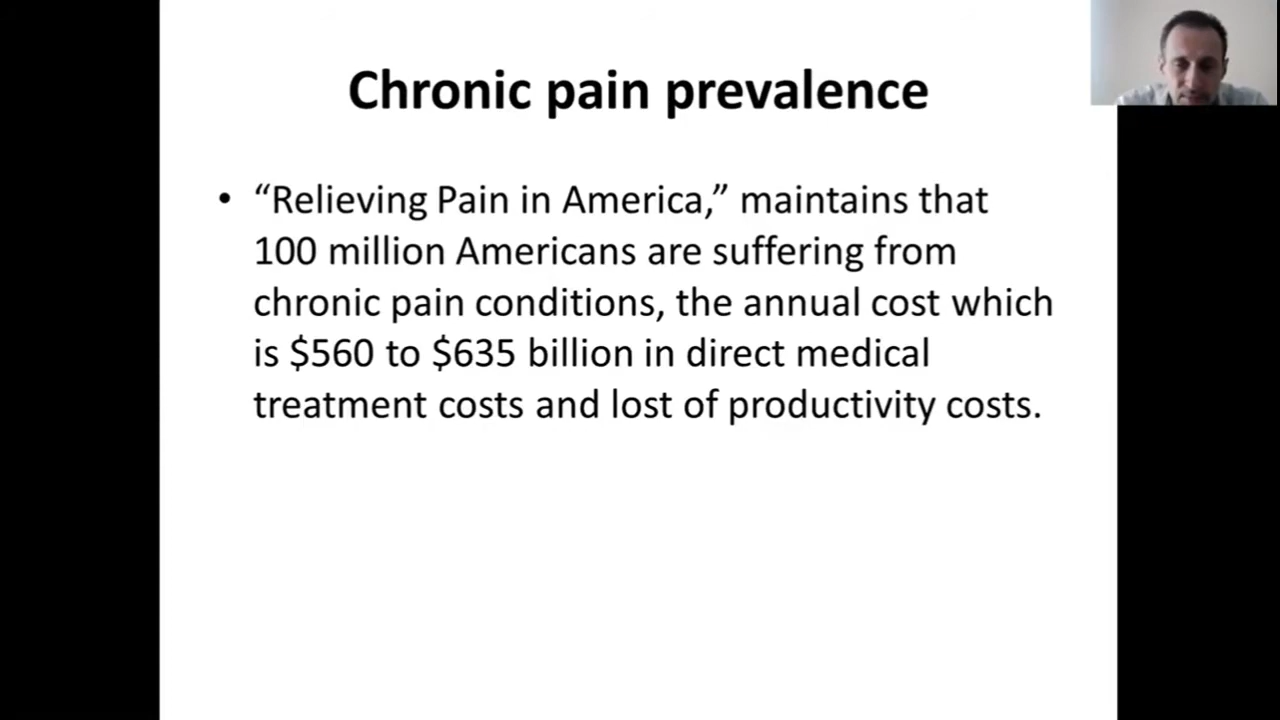 Chronic pain prevalence
• “Relieving Pain in America,” maintains that
100 million Americans are suffering from
chronic pain conditions, the annual cost which
is $560 to $635 billion in direct medical
treatment costs and lost of productivity costs.